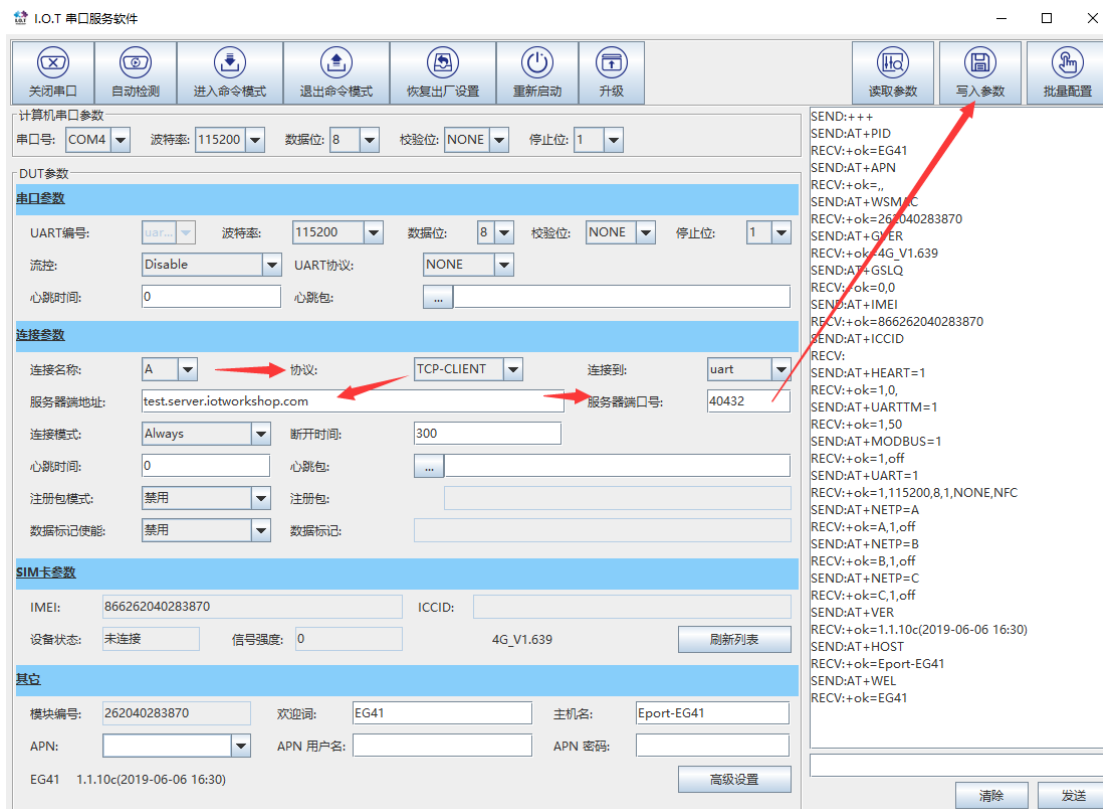 I.O.T 串口服务软件
关闭串口 自动检测 进入命令模式 退出命令模式 恢复出厂设置 重新启动 升级 读取参数 写入参数 批量配置
计算机串口参数
串口号: COM4 波特率: 115200 数据位: 8 校验位: NONE 停止位: 1
DUT参数
串口参数
UART编号: uar... 波特率: 115200 数据位: 8 校验位: NONE 停止位: 1
流控: Disable UART协议: NONE
心跳时间: 0 心跳包: ...
连接参数
连接名称: A 协议: TCP-CLIENT 连接到: uart
服务器端地址: test.server.iotworkshop.com 服务器端口号: 40432
连接模式: Always 断开时间: 300
心跳时间: 0 心跳包: ...
注册包模式: 禁用 注册包:
数据标记使能: 禁用 数据标记:
SIM卡参数
IMEI: 866262040283870 ICCID:
设备状态: 未连接 信号强度: 0 4G_V1.639 刷新列表
其它
模块编号: 262040283870 欢迎词: EG41 主机名: Eport-EG41
APN: APN 用户名: APN 密码:
EG41 1.1.10c(2019-06-06 16:30) 高级设置
SEND:+++
SEND:AT+PID
RECV:+ok=EG41
SEND:AT+APN
RECV:+ok=,,
SEND:AT+WSMAC
RECV:+ok=262040283870
SEND:AT+GVER
RECV:+ok=4G_V1.639
SEND:AT+GSLQ
RECV:+ok=0,0
SEND:AT+IMEI
RECV:+ok=866262040283870
SEND:AT+ICCID
RECV:
SEND:AT+HEART=1
RECV:+ok=1,0,
SEND:AT+UARTTM=1
RECV:+ok=1,50
SEND:AT+MODBUS=1
RECV:+ok=1,off
SEND:AT+UART=1
RECV:+ok=1,115200,8,1,NONE,NFC
SEND:AT+NETP=A
RECV:+ok=A,1,off
SEND:AT+NETP=B
RECV:+ok=B,1,off
SEND:AT+NETP=C
RECV:+ok=C,1,off
SEND:AT+VER
RECV:+ok=1.1.10c(2019-06-06 16:30)
SEND:AT+HOST
RECV:+ok=Eport-EG41
SEND:AT+WEL
RECV:+ok=EG41
清除 发送